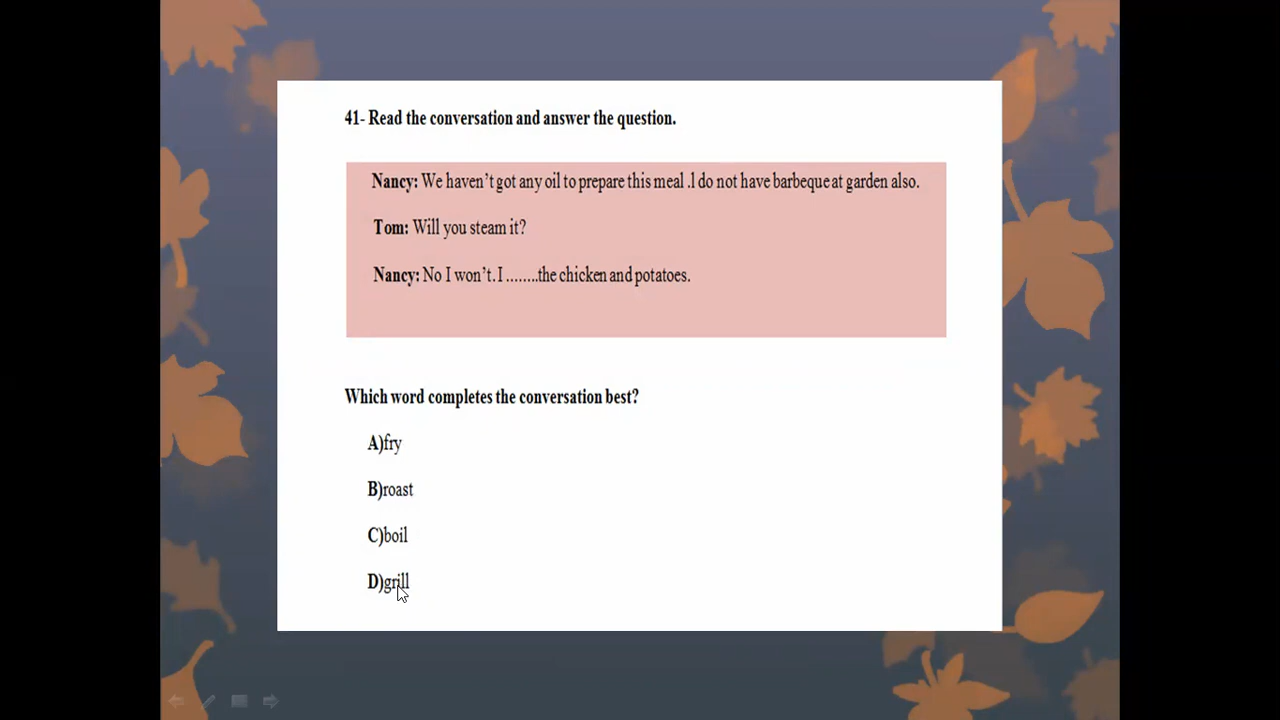 41- Read the conversation and answer the question.
Nancy: We haven't got any oil to prepare this meal .I do not have barbeque at garden also.
Tom: Will you steam it?
Nancy: No I won't. I ........the chicken and potatoes.
Which word completes the conversation best?
A)fry
B)roast
C)boil
D)grill